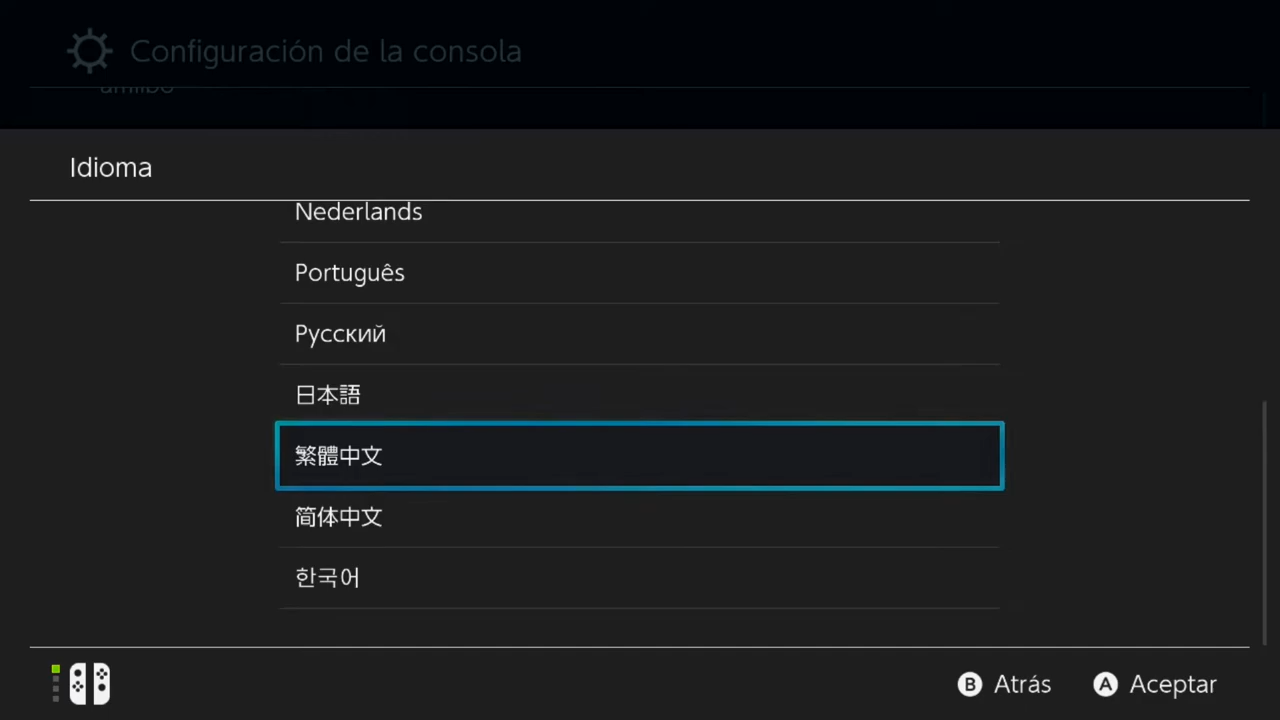 Configuración de la consola
amiibo
Idioma
Nederlands
Português
Русский
日本語
繁體中文
简体中文
한국어
B Atrás
A Aceptar